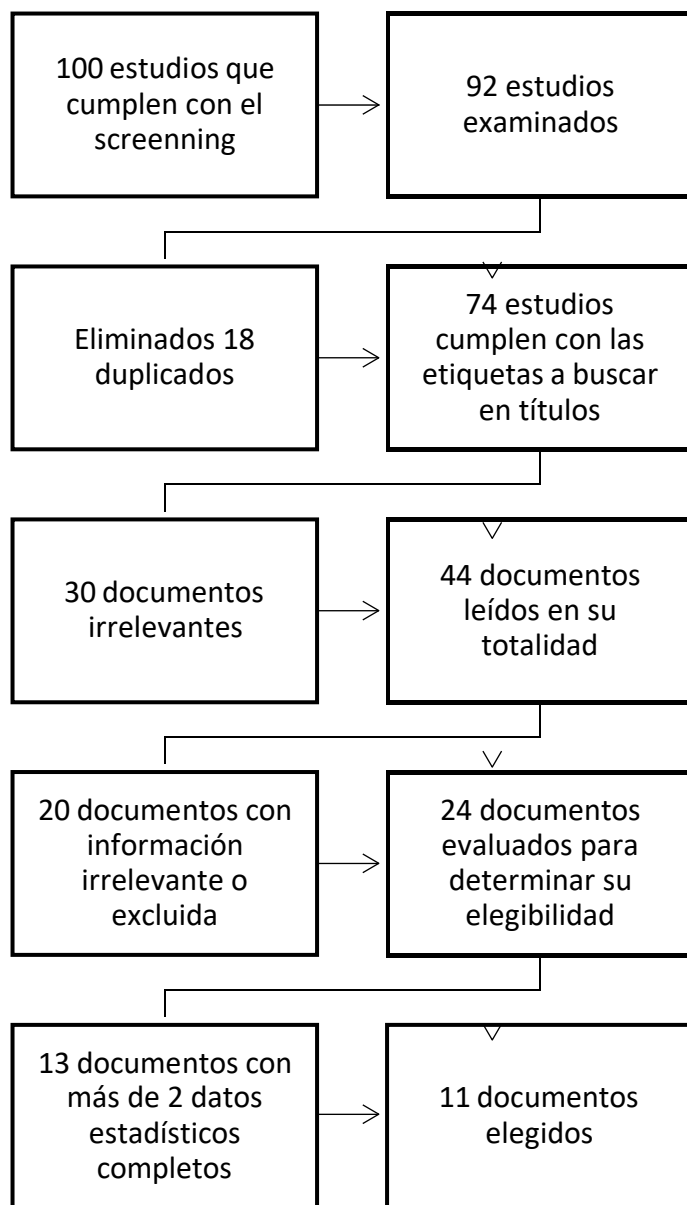 100 estudios que
cumplen con el
screenning
92 estudios
examinados
Eliminados 18
duplicados
74 estudios
cumplen con las
etiquetas a buscar
en títulos
30 documentos
irrelevantes
44 documentos
leídos en su
totalidad
20 documentos con
información
irrelevante o
excluida
24 documentos
evaluados para
determinar su
elegibilidad
13 documentos con
más de 2 datos
estadísticos
completos
11 documentos
elegidos